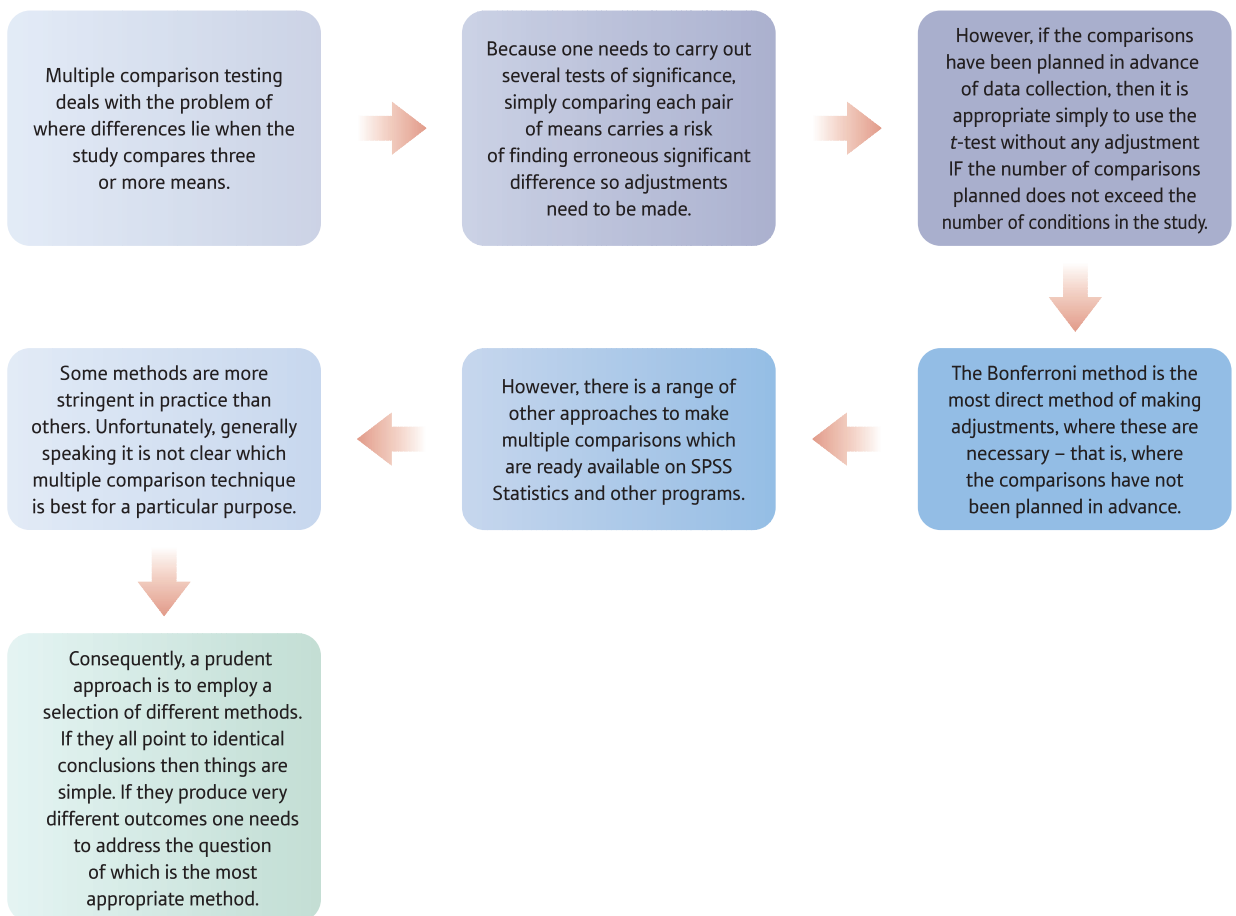 Multiple comparison testing
deals with the problem of
where differences lie when the
study compares three
or more means.
Because one needs to carry out
several tests of significance,
simply comparing each pair
of means carries a risk
of finding erroneous significant
difference so adjustments
need to be made.
However, if the comparisons
have been planned in advance
of data collection, then it is
appropriate simply to use the
t-test without any adjustment
IF the number of comparisons
planned does not exceed the
number of conditions in the study.
The Bonferroni method is the
most direct method of making
adjustments, where these are
necessary – that is, where
the comparisons have not
been planned in advance.
However, there is a range of
other approaches to make
multiple comparisons which
are ready available on SPSS
Statistics and other programs.
Some methods are more
stringent in practice than
others. Unfortunately, generally
speaking it is not clear which
multiple comparison technique
is best for a particular purpose.
Consequently, a prudent
approach is to employ a
selection of different methods.
If they all point to identical
conclusions then things are
simple. If they produce very
different outcomes one needs
to address the question
of which is the most
appropriate method.